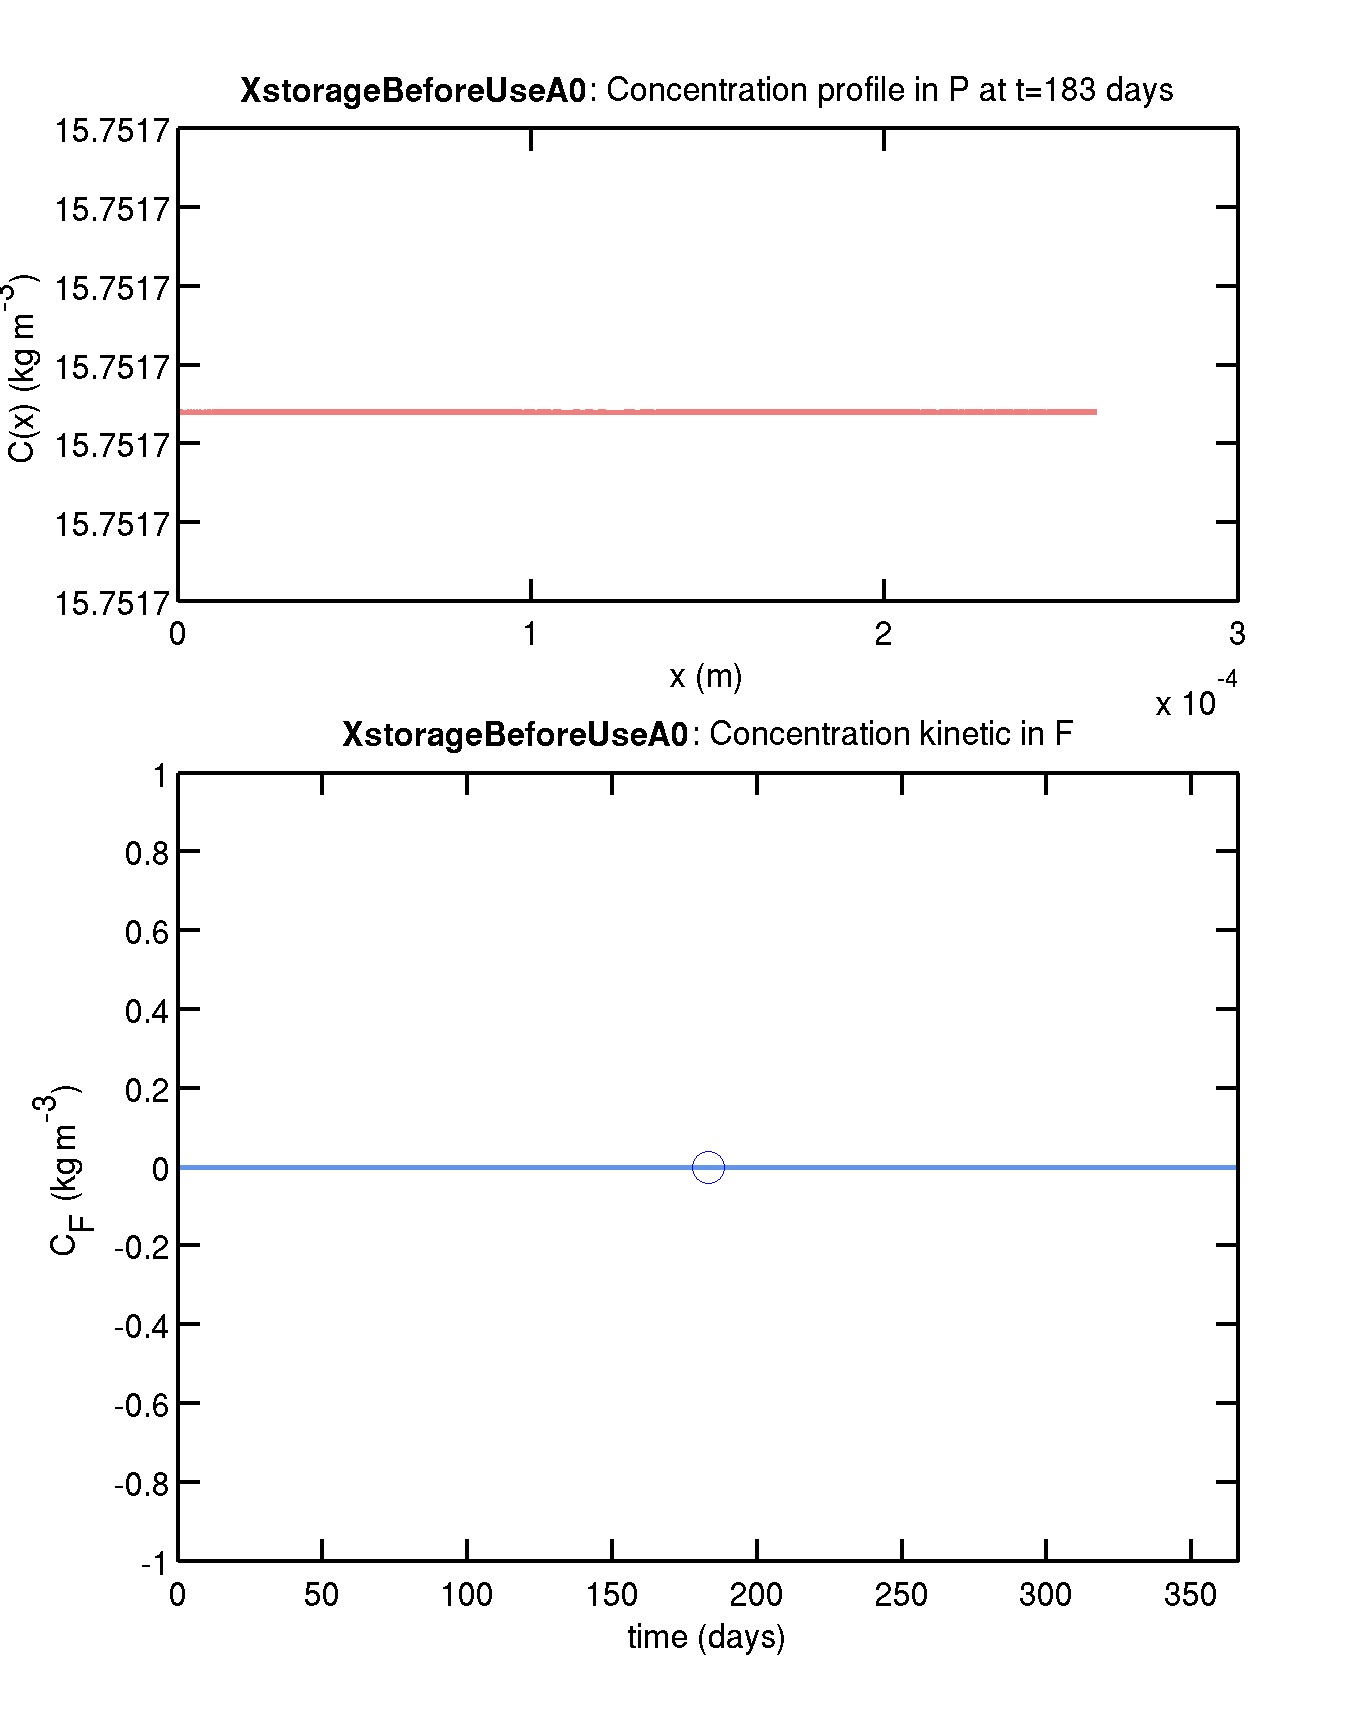 XstorageBeforeUseA0: Concentration profile in P at t=183 days
15.7517
15.7517
15.7517
15.7517
15.7517
15.7517
15.7517
C(x) (kg m-3)
0 1 2 3
x (m)
x 10-4
XstorageBeforeUseA0: Concentration kinetic in F
1
0.8
0.6
0.4
0.2
0
-0.2
-0.4
-0.6
-0.8
-1
CF (kg m-3)
0 50 100 150 200 250 300 350
time (days)